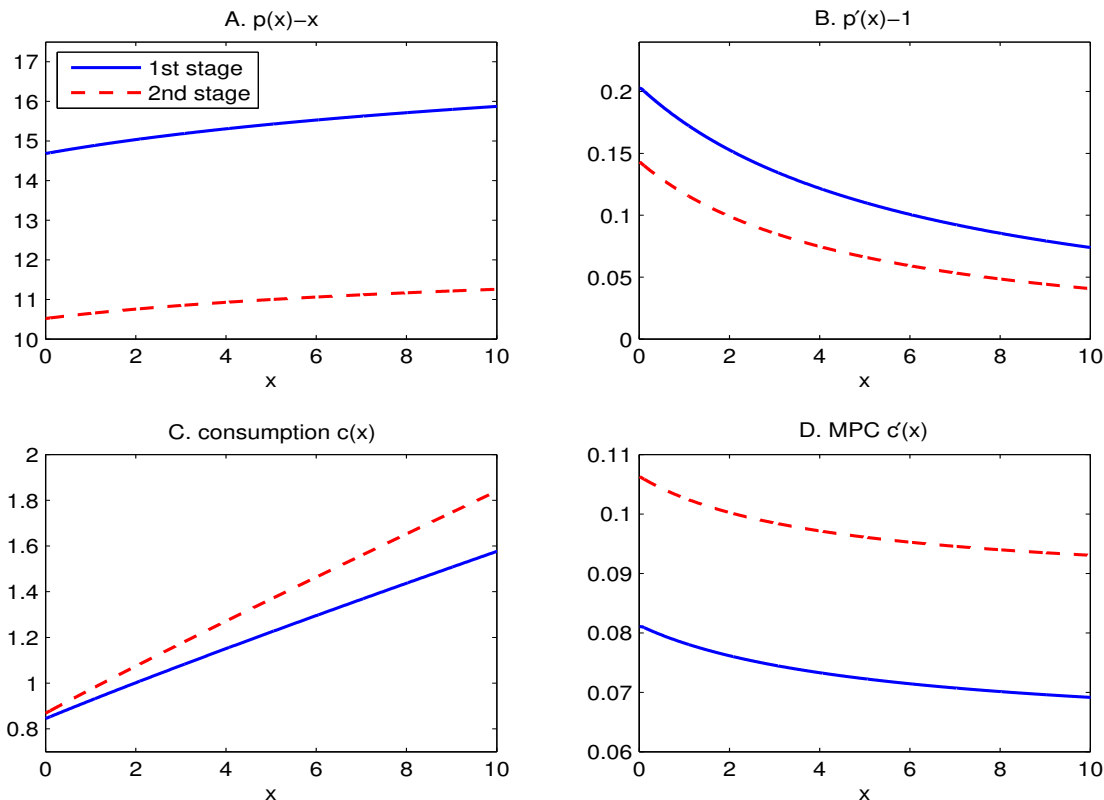 A. p(x)−x
17
16
15
14
13
12
11
10
0 2 4 6 8 10
x
1st stage
2nd stage
B. p′(x)−1
0.2
0.15
0.1
0.05
0
0 2 4 6 8 10
x
C. consumption c(x)
2
1.8
1.6
1.4
1.2
1
0.8
0 2 4 6 8 10
x
D. MPC c′(x)
0.11
0.1
0.09
0.08
0.07
0.06
0 2 4 6 8 10
x